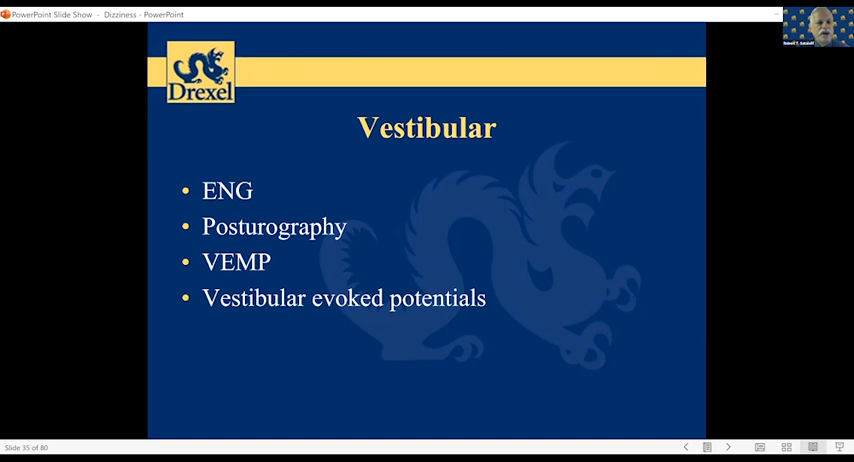 PowerPoint Slide Show - Dizziness - PowerPoint
Drexel
Vestibular
• ENG
• Posturography
• VEMP
• Vestibular evoked potentials
Slide 35 of 80